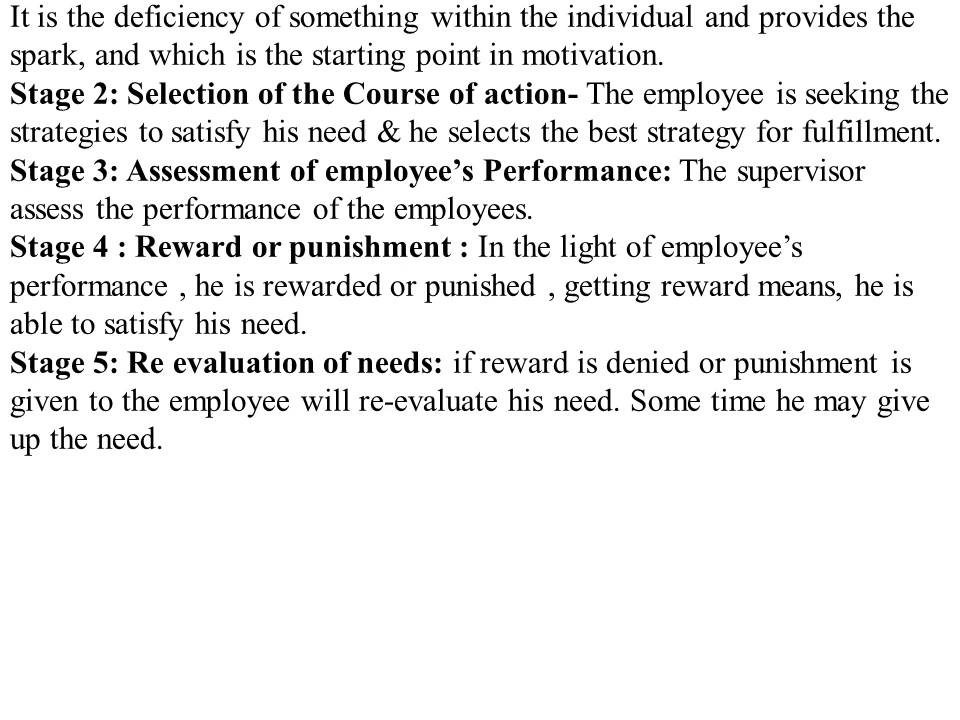 It is the deficiency of something within the individual and provides the
spark, and which is the starting point in motivation.
Stage 2: Selection of the Course of action- The employee is seeking the
strategies to satisfy his need & he selects the best strategy for fulfillment.
Stage 3: Assessment of employee’s Performance: The supervisor
assess the performance of the employees.
Stage 4 : Reward or punishment : In the light of employee’s
performance , he is rewarded or punished , getting reward means, he is
able to satisfy his need.
Stage 5: Re evaluation of needs: if reward is denied or punishment is
given to the employee will re-evaluate his need. Some time he may give
up the need.